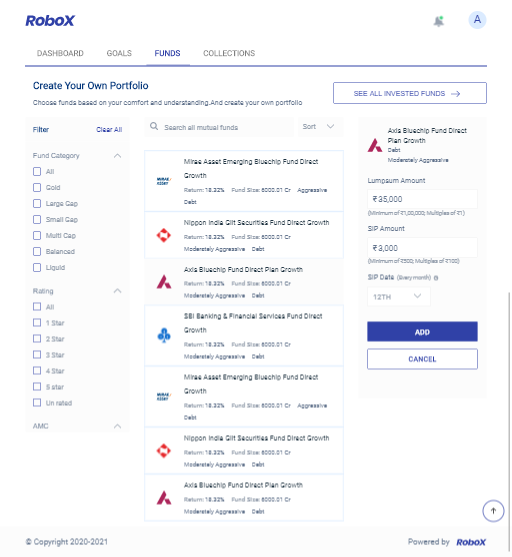 RoboX
A
DASHBOARD GOALS FUNDS COLLECTIONS
Create Your Own Portfolio
Choose funds based on your comfort and understanding.And create your own portfolio
SEE ALL INVESTED FUNDS
Filter Clear All
Fund Category
All
Gold
Large Gap
Small Gap
Multi Cap
Balanced
Liquid
Rating
All
1 Star
2 Star
3 Star
4 Star
5 star
Un rated
AMC
Search all mutual funds Sort
Mirae Asset Emerging Bluechip Fund Direct
Growth
Return: 18.32% Fund Size: 6000.01 Cr Aggressive
Debt
Nippon India Gilt Securities Fund Direct Growth
Return: 18.32% Fund Size: 6000.01 Cr
Moderately Aggressive Debt
Axis Bluechip Fund Direct Plan Growth
Return: 18.32% Fund Size: 6000.01 Cr
Moderately Aggressive Debt
SBI Banking & Financial Services Fund Direct
Growth
Return: 18.32% Fund Size: 6000.01 Cr
Moderately Aggressive Debt
Mirae Asset Emerging Bluechip Fund Direct
Growth
Return: 18.32% Fund Size: 6000.01 Cr Aggressive
Debt
Nippon India Gilt Securities Fund Direct Growth
Return: 18.32% Fund Size: 6000.01 Cr
Moderately Aggressive Debt
Axis Bluechip Fund Direct Plan Growth
Return: 18.32% Fund Size: 6000.01 Cr
Moderately Aggressive Debt
Axis Bluechip Fund Direct
Plan Growth
Debt
Moderately Aggressive
Lumpsum Amount
₹35,000
(Minimum of ₹1,00,000; Multiples of ₹1)
SIP Amount
₹3,000
(Minimum of ₹500; Multiples of ₹100)
SIP Date (Every month)
12TH
ADD
CANCEL
© Copyright 2020-2021
Powered by RoboX